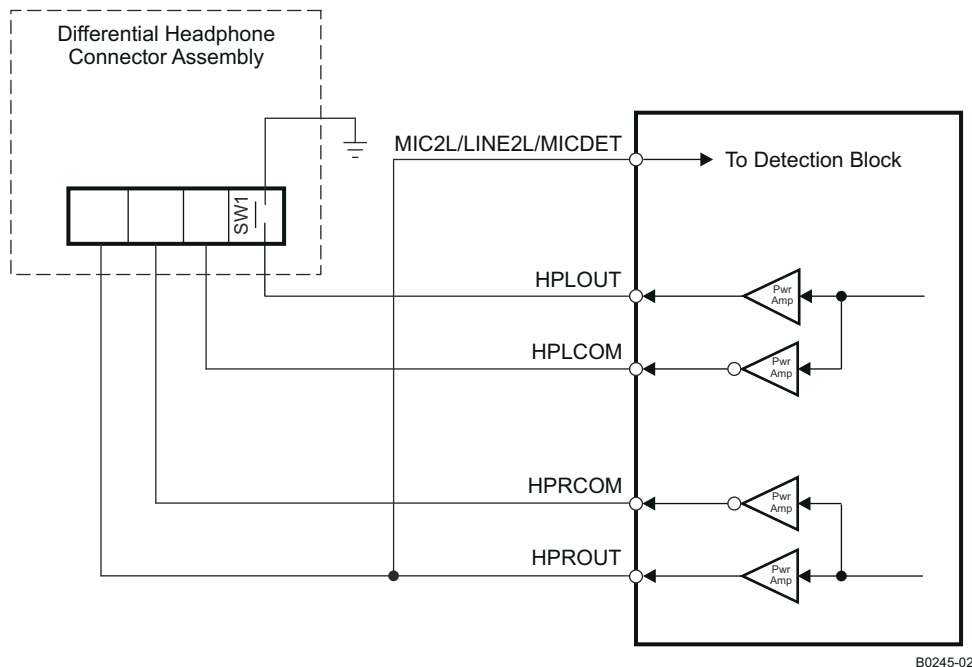 Differential Headphone
Connector Assembly
MIC2L/LINE2L/MICDET
To Detection Block
SW1
HPLOUT
Pwr
Amp
HPLCOM
Pwr
Amp
HPRCOM
Pwr
Amp
HPROUT
Pwr
Amp
B0245-02